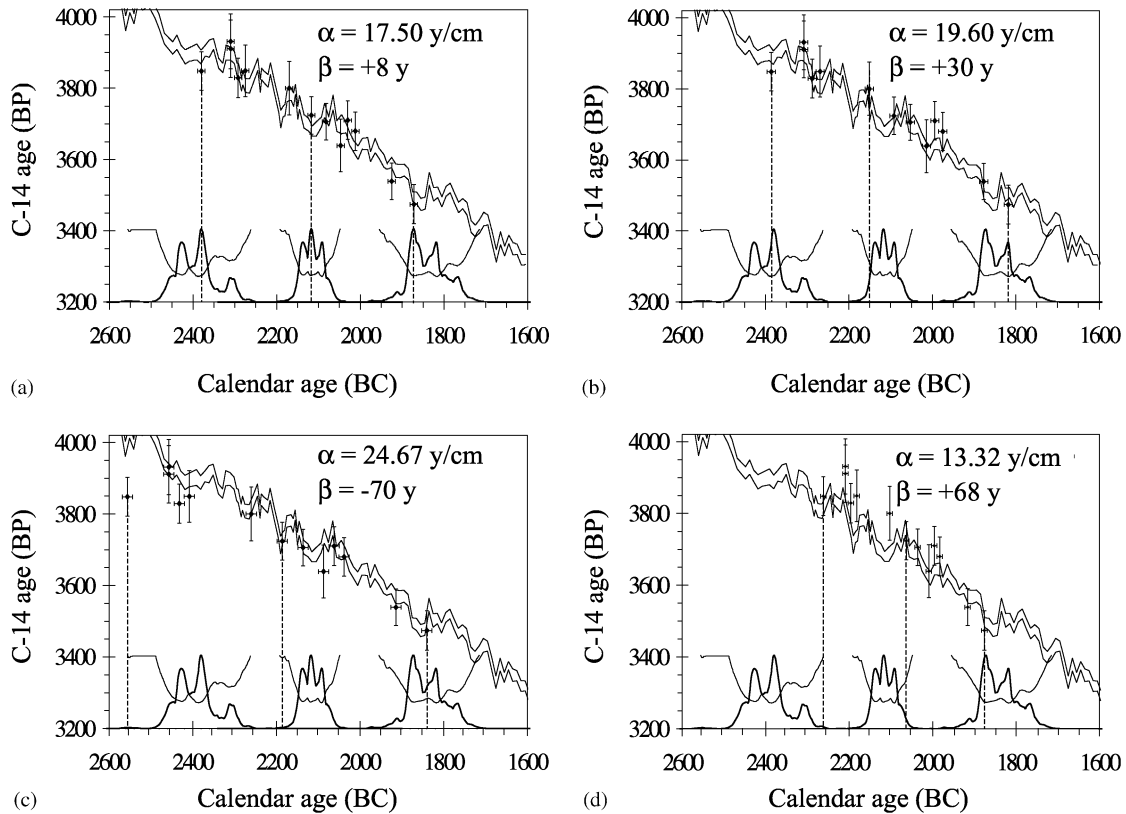 4000
3800
3600
3400
3200
C-14 age (BP)
α = 17.50 y/cm
β = +8 y
2600 2400 2200 2000 1800 1600
(a)
Calendar age (BC)
4000
3800
3600
3400
3200
C-14 age (BP)
α = 19.60 y/cm
β = +30 y
2600 2400 2200 2000 1800 1600
(b)
Calendar age (BC)
4000
3800
3600
3400
3200
C-14 age (BP)
α = 24.67 y/cm
β = -70 y
2600 2400 2200 2000 1800 1600
(c)
Calendar age (BC)
4000
3800
3600
3400
3200
C-14 age (BP)
α = 13.32 y/cm
β = +68 y
2600 2400 2200 2000 1800 1600
(d)
Calendar age (BC)